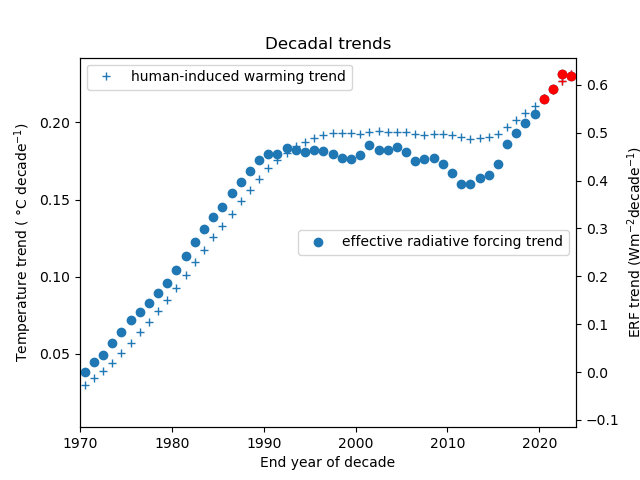 Decadal trends
human-induced warming trend
effective radiative forcing trend
Temperature trend ( °C decade⁻¹)
0.20
0.15
0.10
0.05
0.6
0.5
0.4
0.3
0.2
0.1
0.0
−0.1
ERF trend (Wm⁻²decade⁻¹)
1970 1980 1990 2000 2010 2020
End year of decade